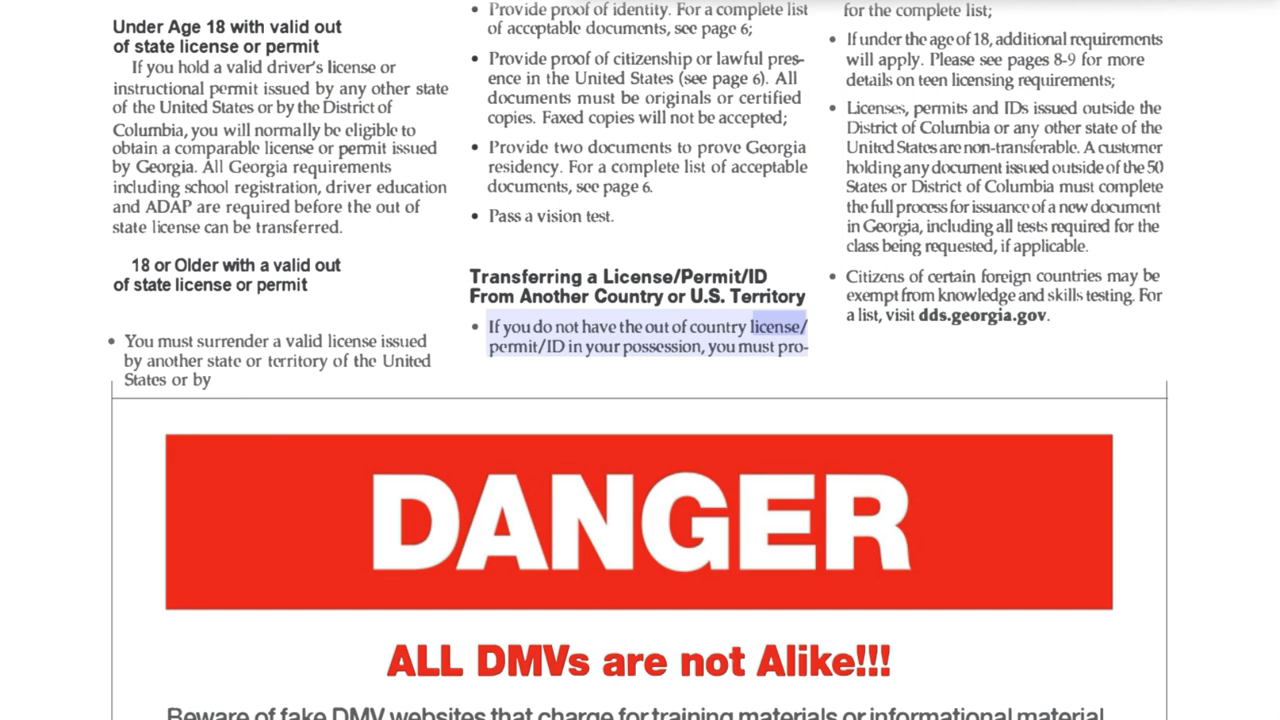 Under Age 18 with valid out
of state license or permit
If you hold a valid driver's license or
instructional permit issued by any other state
of the United States or by the District of
Columbia, you will normally be eligible to
obtain a comparable license or permit issued
by Georgia. All Georgia requirements
including school registration, driver education
and ADAP are required before the out of
state license can be transferred.
18 or Older with a valid out
of state license or permit
• You must surrender a valid license issued
by another state or territory of the United
States or by
• Provide proof of identity. For a complete list
of acceptable documents, see page 6;
• Provide proof of citizenship or lawful pres-
ence in the United States (see page 6). All
documents must be originals or certified
copies. Faxed copies will not be accepted;
• Provide two documents to prove Georgia
residency. For a complete list of acceptable
documents, see page 6.
• Pass a vision test.
Transferring a License/Permit/ID
From Another Country or U.S. Territory
• If you do not have the out of country license/
permit/ID in your possession, you must pro-
for the complete list;
• If under the age of 18, additional requirements
will apply. Please see pages 8-9 for more
details on teen licensing requirements;
• Licenses, permits and IDs issued outside the
District of Columbia or any other state of the
United States are non-transferable. A customer
holding any document issued outside of the 50
States or District of Columbia must complete
the full process for issuance of a new document
in Georgia, including all tests required for the
class being requested, if applicable.
• Citizens of certain foreign countries may be
exempt from knowledge and skills testing. For
a list, visit dds.georgia.gov.
DANGER
ALL DMVs are not Alike!!!
Beware of fake DMV websites that charge for training materials or informational material